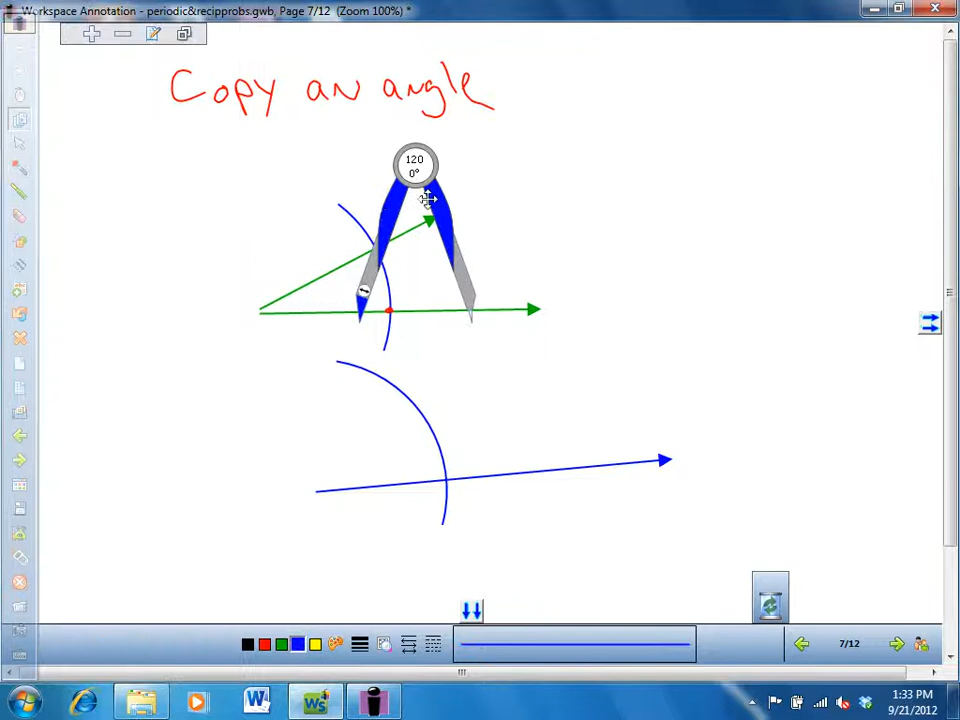 Workspace Annotation - periodic&recipprobs.gwb, Page 7/12 (Zoom 100%) *
Copy an angle
120
0°
7/12
1:33 PM
9/21/2012